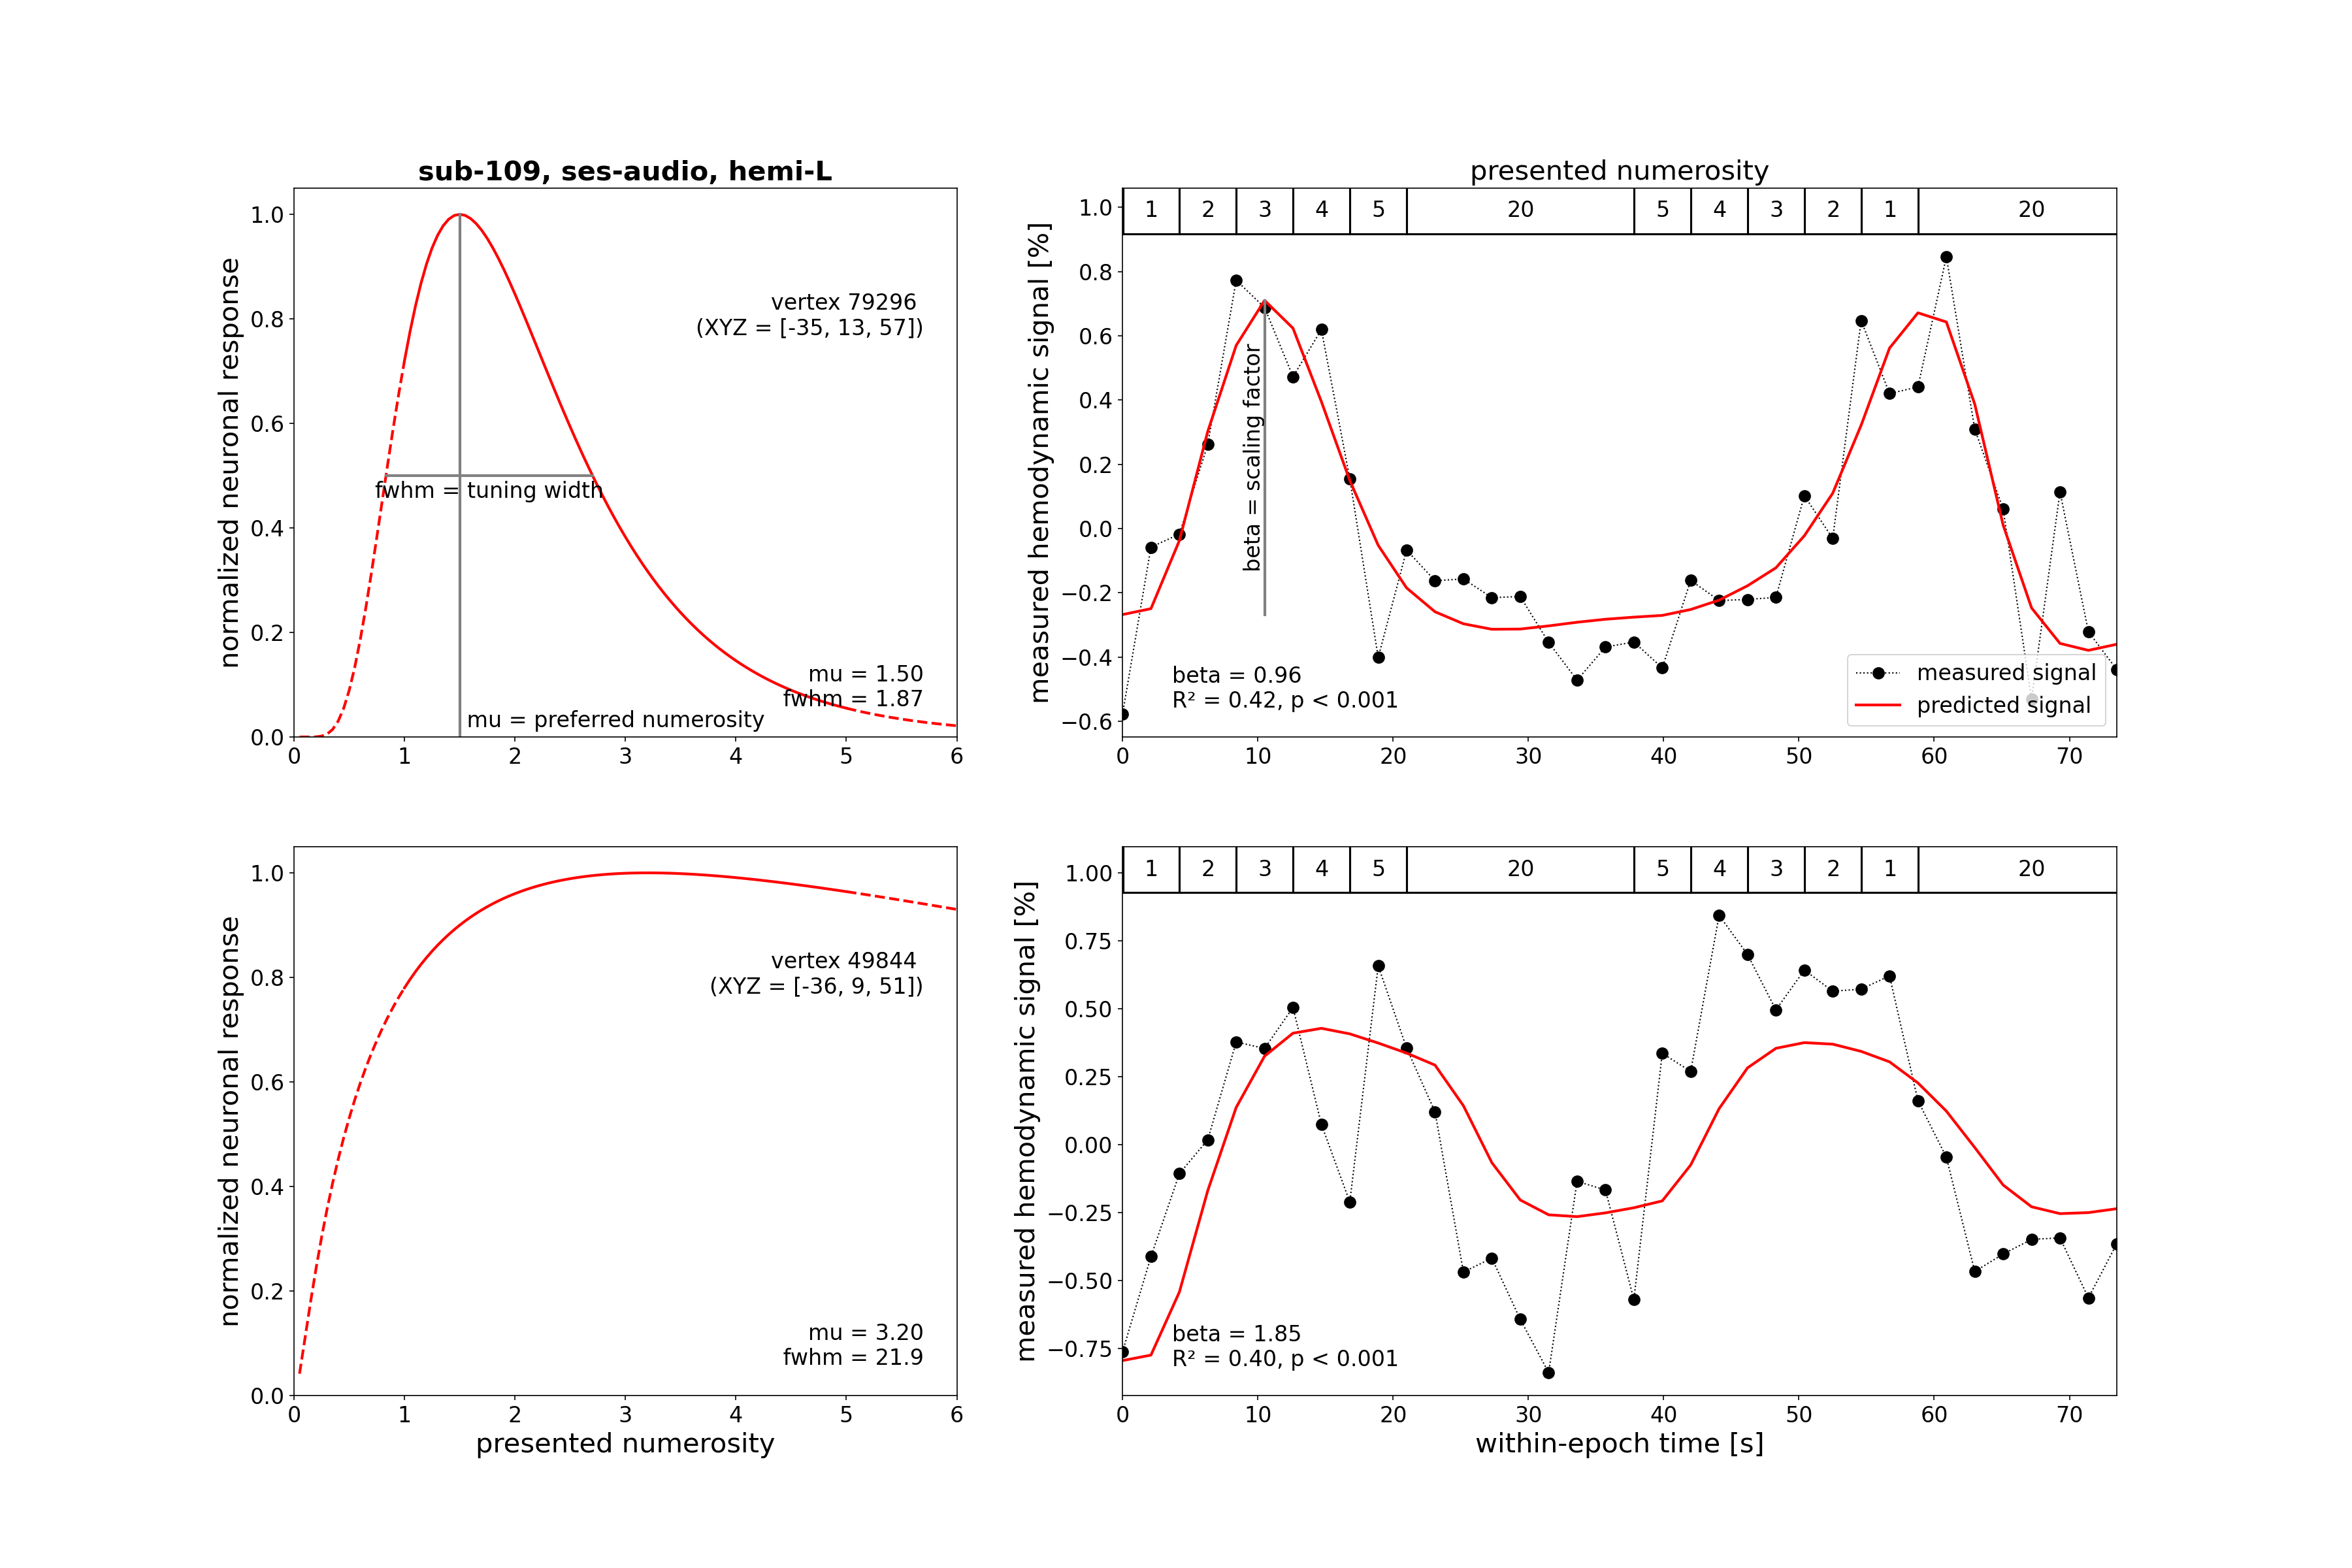 sub-109, ses-audio, hemi-L
normalized neuronal response
1.0
0.8
0.6
0.4
0.2
0.0
vertex 79296
(XYZ = [-35, 13, 57])
fwhm = tuning width
mu = 1.50
fwhm = 1.87
mu = preferred numerosity
0 1 2 3 4 5 6
presented numerosity
1 2 3 4 5 20 5 4 3 2 1 20
measured hemodynamic signal [%]
1.0
0.8
0.6
0.4
0.2
0.0
−0.2
−0.4
−0.6
beta = scaling factor
beta = 0.96
R² = 0.42, p < 0.001
measured signal
predicted signal
0 10 20 30 40 50 60 70
normalized neuronal response
1.0
0.8
0.6
0.4
0.2
0.0
vertex 49844
(XYZ = [-36, 9, 51])
mu = 3.20
fwhm = 21.9
0 1 2 3 4 5 6
presented numerosity
1 2 3 4 5 20 5 4 3 2 1 20
measured hemodynamic signal [%]
1.00
0.75
0.50
0.25
0.00
−0.25
−0.50
−0.75
beta = 1.85
R² = 0.40, p < 0.001
0 10 20 30 40 50 60 70
within-epoch time [s]